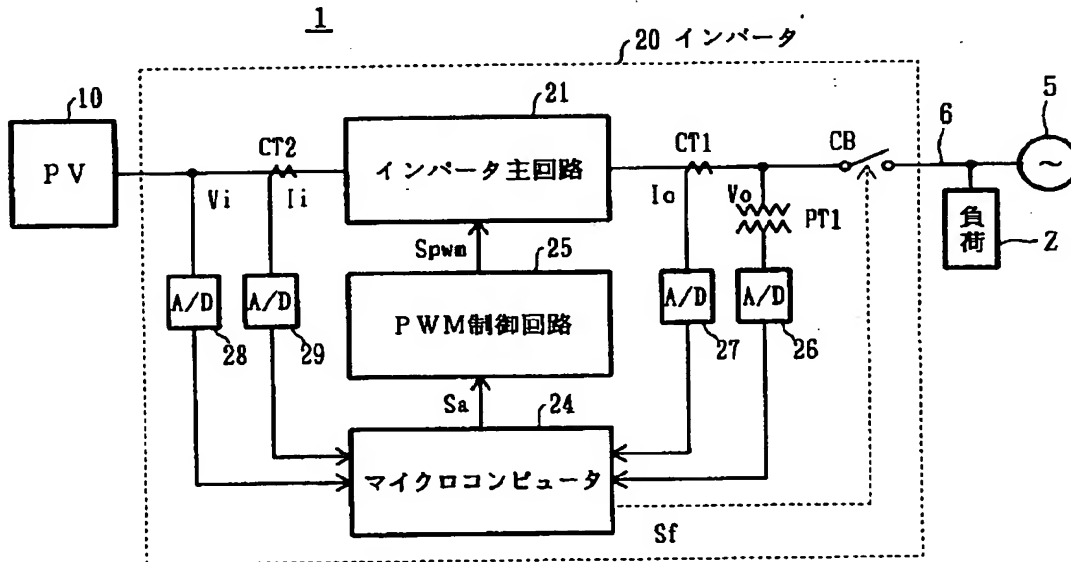 1
20 インバータ
10
PV
CT2
Vi
Ii
21
インバータ主回路
CT1
Io
Vo
PT1
CB
6
5
~
負荷
Z
Spwm
25
PWM制御回路
A/D
28
A/D
29
A/D
27
A/D
26
Sa
24
マイクロコンピュータ
Sf